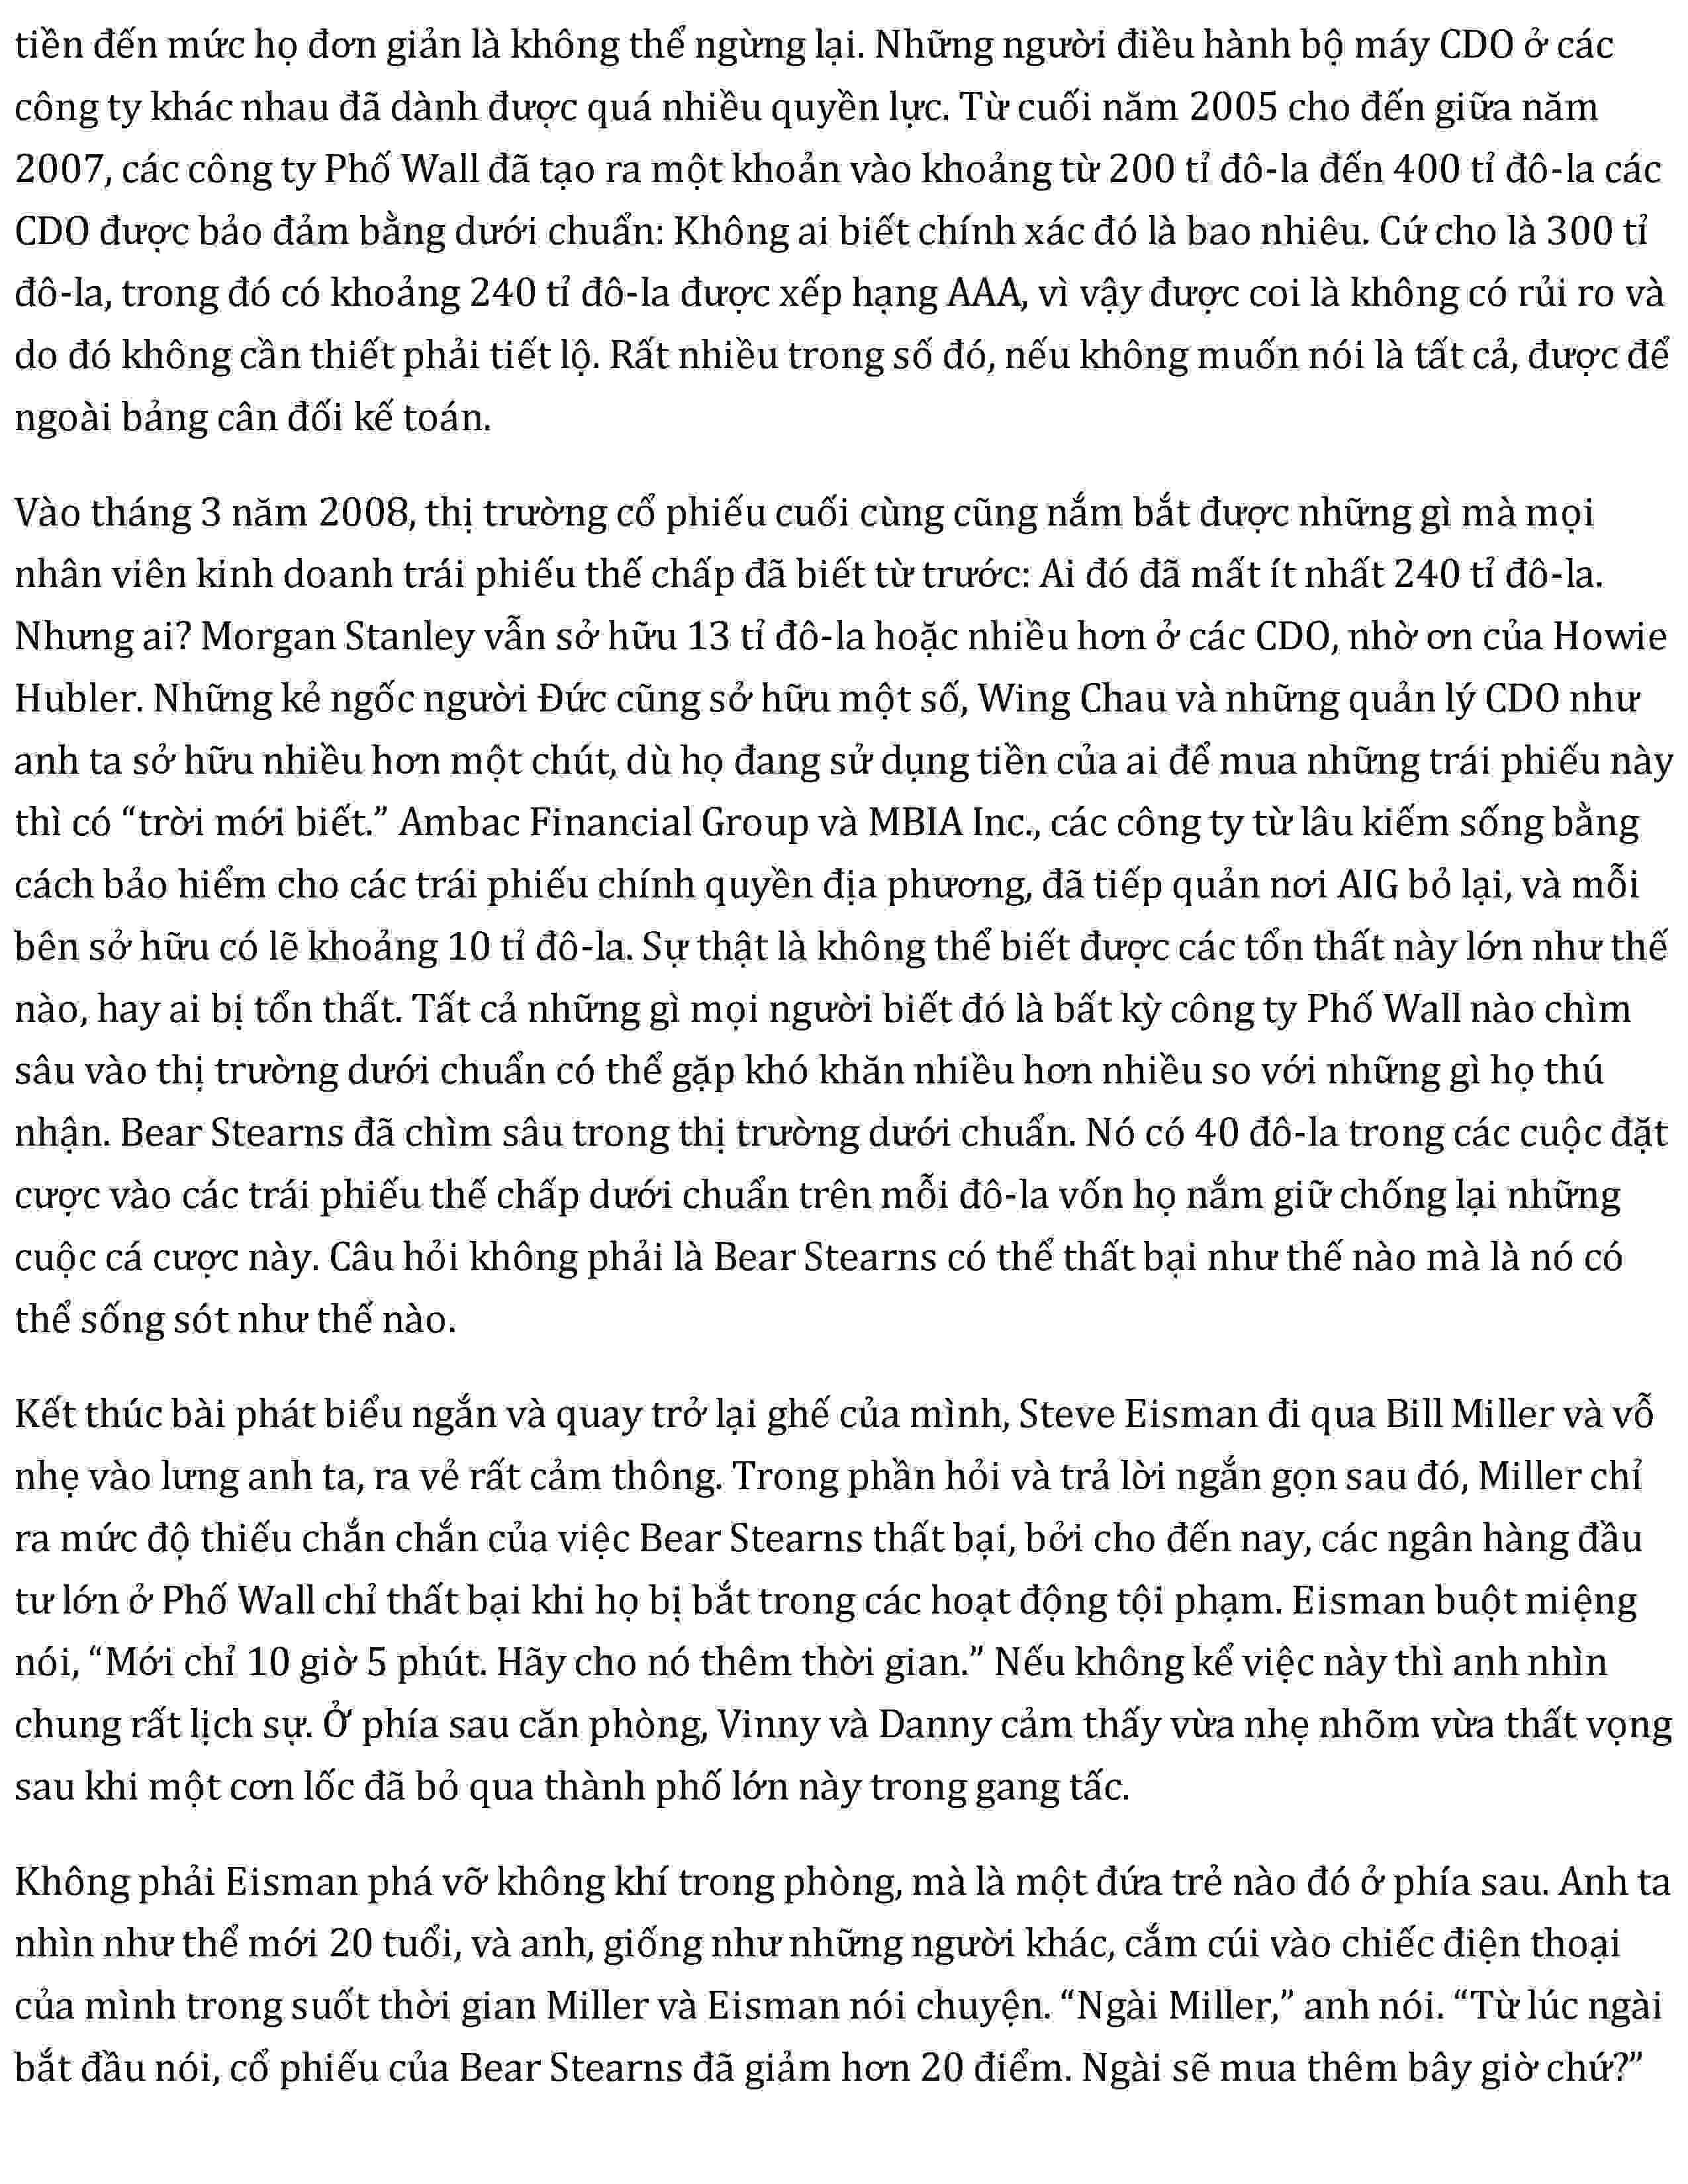 tiền đến mức họ đơn giản là không thể ngừng lại. Những người điều hành bộ máy CDO ở các
công ty khác nhau đã dành được quá nhiều quyền lực. Từ cuối năm 2005 cho đến giữa năm
2007, các công ty Phố Wall đã tạo ra một khoản vào khoảng từ 200 tỉ đô-la đến 400 tỉ đô-la các
CDO được bảo đảm bằng dưới chuẩn: Không ai biết chính xác đó là bao nhiêu. Cứ cho là 300 tỉ
đô-la, trong đó có khoảng 240 tỉ đô-la được xếp hạng AAA, vì vậy được coi là không có rủi ro và
do đó không cần thiết phải tiết lộ. Rất nhiều trong số đó, nếu không muốn nói là tất cả, được để
ngoài bảng cân đối kế toán.
Vào tháng 3 năm 2008, thị trường cổ phiếu cuối cùng cũng nắm bắt được những gì mà mọi
nhân viên kinh doanh trái phiếu thế chấp đã biết từ trước: Ai đó đã mất ít nhất 240 tỉ đô-la.
Nhưng ai? Morgan Stanley vẫn sở hữu 13 tỉ đô-la hoặc nhiều hơn ở các CDO, nhờ ơn của Howie
Hubler. Những kẻ ngốc người Đức cũng sở hữu một số, Wing Chau và những quản lý CDO như
anh ta sở hữu nhiều hơn một chút, dù họ đang sử dụng tiền của ai để mua những trái phiếu này
thì có “trời mới biết.” Ambac Financial Group và MBIA Inc., các công ty từ lâu kiếm sống bằng
cách bảo hiểm cho các trái phiếu chính quyền địa phương, đã tiếp quản nơi AIG bỏ lại, và mỗi
bên sở hữu có lẽ khoảng 10 tỉ đô-la. Sự thật là không thể biết được các tổn thất này lớn như thế
nào, hay ai bị tổn thất. Tất cả những gì mọi người biết đó là bất kỳ công ty Phố Wall nào chìm
sâu vào thị trường dưới chuẩn có thể gặp khó khăn nhiều hơn nhiều so với những gì họ thú
nhận. Bear Stearns đã chìm sâu trong thị trường dưới chuẩn. Nó có 40 đô-la trong các cuộc đặt
cược vào các trái phiếu thế chấp dưới chuẩn trên mỗi đô-la vốn họ nắm giữ chống lại những
cuộc cá cược này. Câu hỏi không phải là Bear Stearns có thể thất bại như thế nào mà là nó có
thể sống sót như thế nào.
Kết thúc bài phát biểu ngắn và quay trở lại ghế của mình, Steve Eisman đi qua Bill Miller và vỗ
nhẹ vào lưng anh ta, ra vẻ rất cảm thông. Trong phần hỏi và trả lời ngắn gọn sau đó, Miller chỉ
ra mức độ thiếu chắn chắn của việc Bear Stearns thất bại, bởi cho đến nay, các ngân hàng đầu
tư lớn ở Phố Wall chỉ thất bại khi họ bị bắt trong các hoạt động tội phạm. Eisman buột miệng
nói, “Mới chỉ 10 giờ 5 phút. Hãy cho nó thêm thời gian.” Nếu không kể việc này thì anh nhìn
chung rất lịch sự. Ở phía sau căn phòng, Vinny và Danny cảm thấy vừa nhẹ nhõm vừa thất vọng
sau khi một cơn lốc đã bỏ qua thành phố lớn này trong gang tấc.
Không phải Eisman phá vỡ không khí trong phòng, mà là một đứa trẻ nào đó ở phía sau. Anh ta
nhìn như thể mới 20 tuổi, và anh, giống như những người khác, cắm cúi vào chiếc điện thoại
của mình trong suốt thời gian Miller và Eisman nói chuyện. “Ngài Miller,” anh nói. “Từ lúc ngài
bắt đầu nói, cổ phiếu của Bear Stearns đã giảm hơn 20 điểm. Ngài sẽ mua thêm bây giờ chứ?”